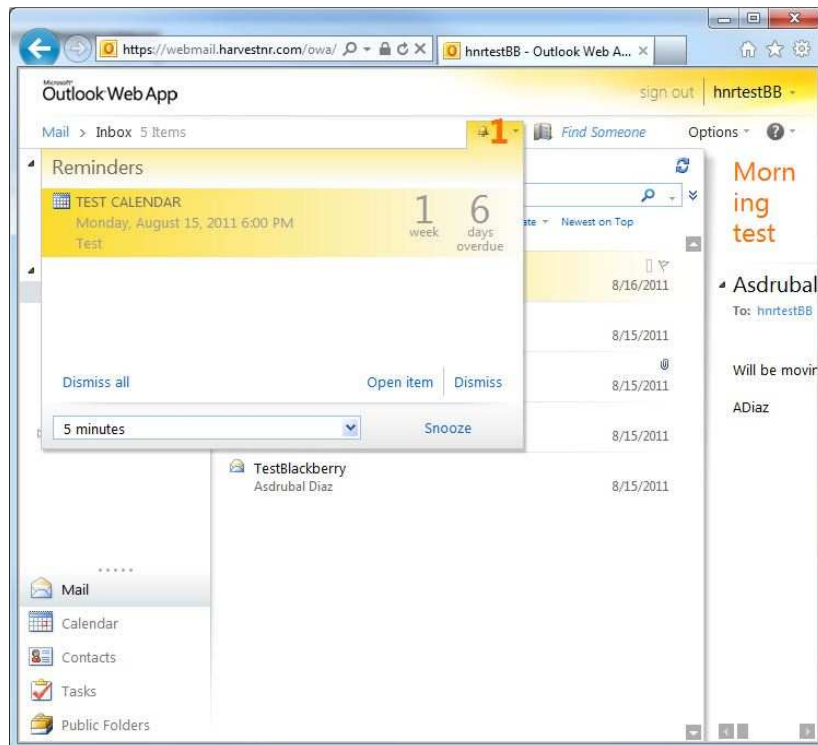 https://webmail.harvestnr.com/owa/
hnrtestBB - Outlook Web A...
Microsoft
Outlook Web App
sign out
hnrtestBB
Mail > Inbox 5 Items
1
Find Someone
Options
Reminders
TEST CALENDAR
Monday, August 15, 2011 6:00 PM
Test
1
week
6
days
overdue
Dismiss all
Open item
Dismiss
5 minutes
Snooze
ate
Newest on Top
8/16/2011
8/15/2011
8/15/2011
8/15/2011
TestBlackberry
Asdrubal Diaz
8/15/2011
Morn
ing
test
Asdrubal
To: hnrtestBB
Will be movin
ADiaz
Mail
Calendar
Contacts
Tasks
Public Folders